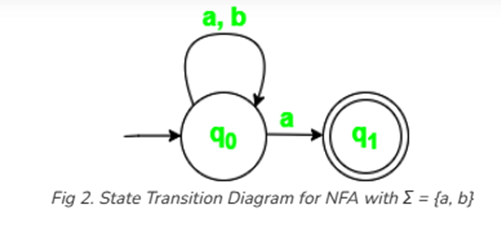 a, b
a
q0 q1
Fig 2. State Transition Diagram for NFA with Σ = {a, b}